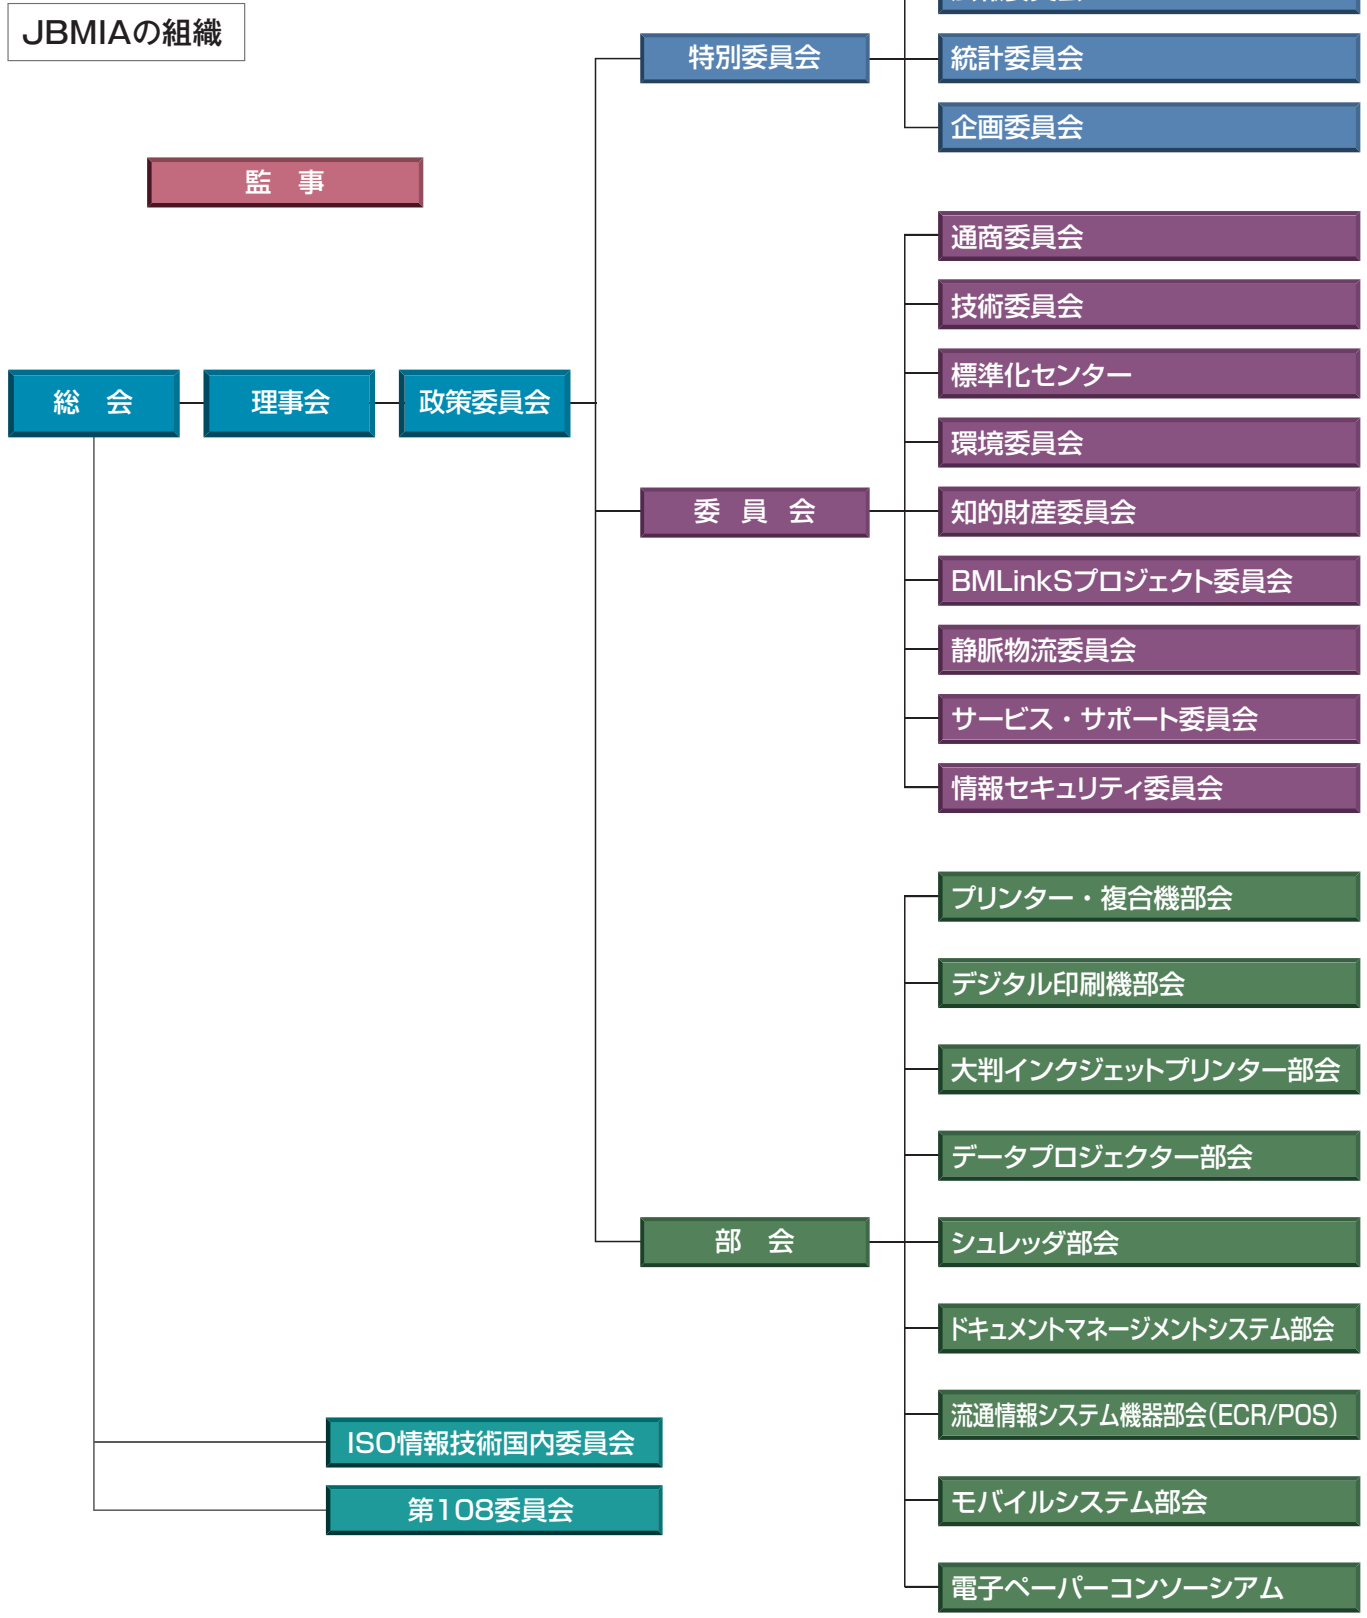 JBMIAの組織
特別委員会
統計委員会
企画委員会
監 事
通商委員会
技術委員会
標準化センター
総 会
理事会
政策委員会
環境委員会
委 員 会
知的財産委員会
BMLinkSプロジェクト委員会
静脈物流委員会
サービス・サポート委員会
情報セキュリティ委員会
プリンター・複合機部会
デジタル印刷機部会
大判インクジェットプリンター部会
データプロジェクター部会
部 会
シュレッダ部会
ドキュメントマネージメントシステム部会
流通情報システム機器部会(ECR/POS)
ISO情報技術国内委員会
第108委員会
モバイルシステム部会
電子ペーパーコンソーシアム